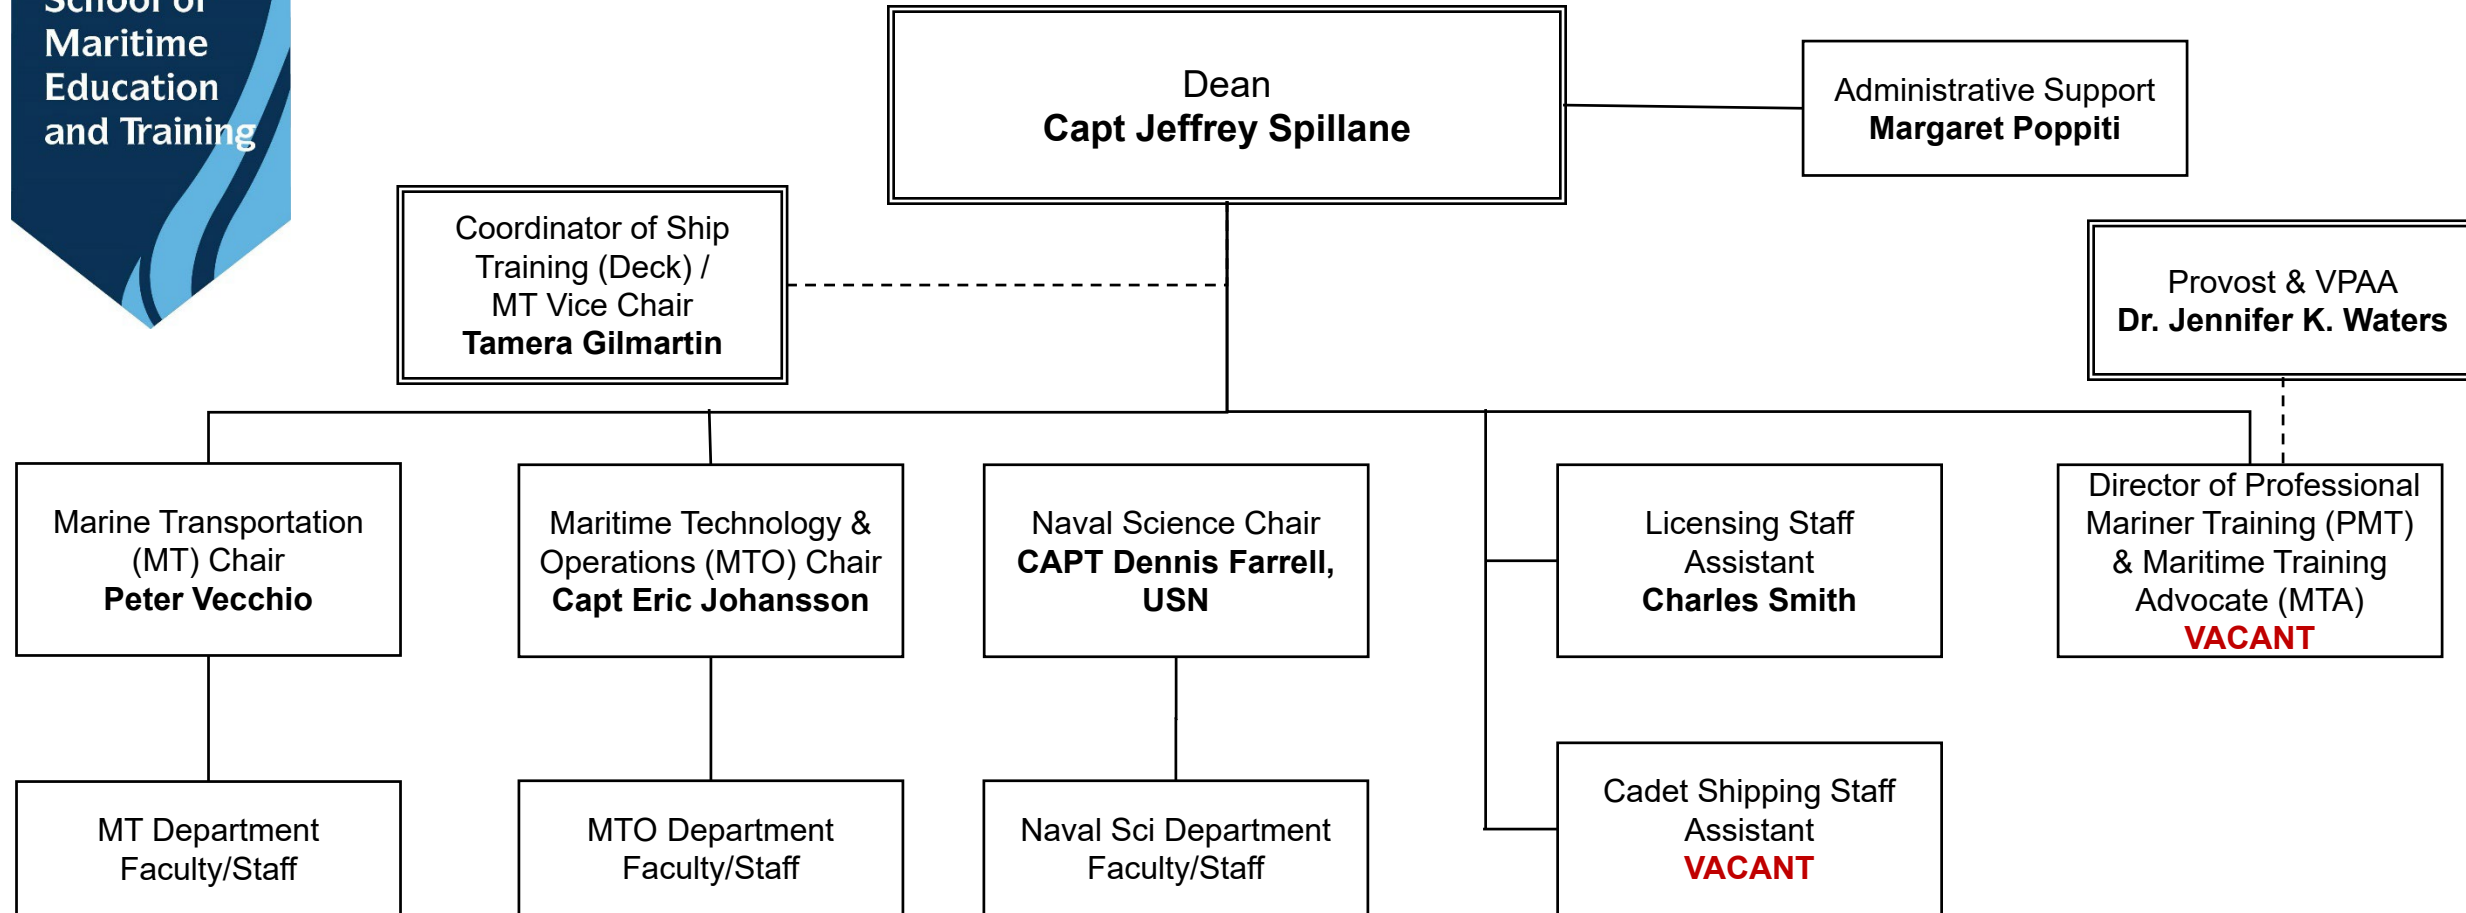 School of
Maritime
Education
and Training
Dean
Capt Jeffrey Spillane
Administrative Support
Margaret Poppiti
Coordinator of Ship
Training (Deck) /
MT Vice Chair
Tamera Gilmartin
Provost & VPAA
Dr. Jennifer K. Waters
Marine Transportation
(MT) Chair
Peter Vecchio
Maritime Technology &
Operations (MTO) Chair
Capt Eric Johansson
Naval Science Chair
CAPT Dennis Farrell,
USN
Licensing Staff
Assistant
Charles Smith
Director of Professional
Mariner Training (PMT)
& Maritime Training
Advocate (MTA)
VACANT
MT Department
Faculty/Staff
MTO Department
Faculty/Staff
Naval Sci Department
Faculty/Staff
Cadet Shipping Staff
Assistant
VACANT